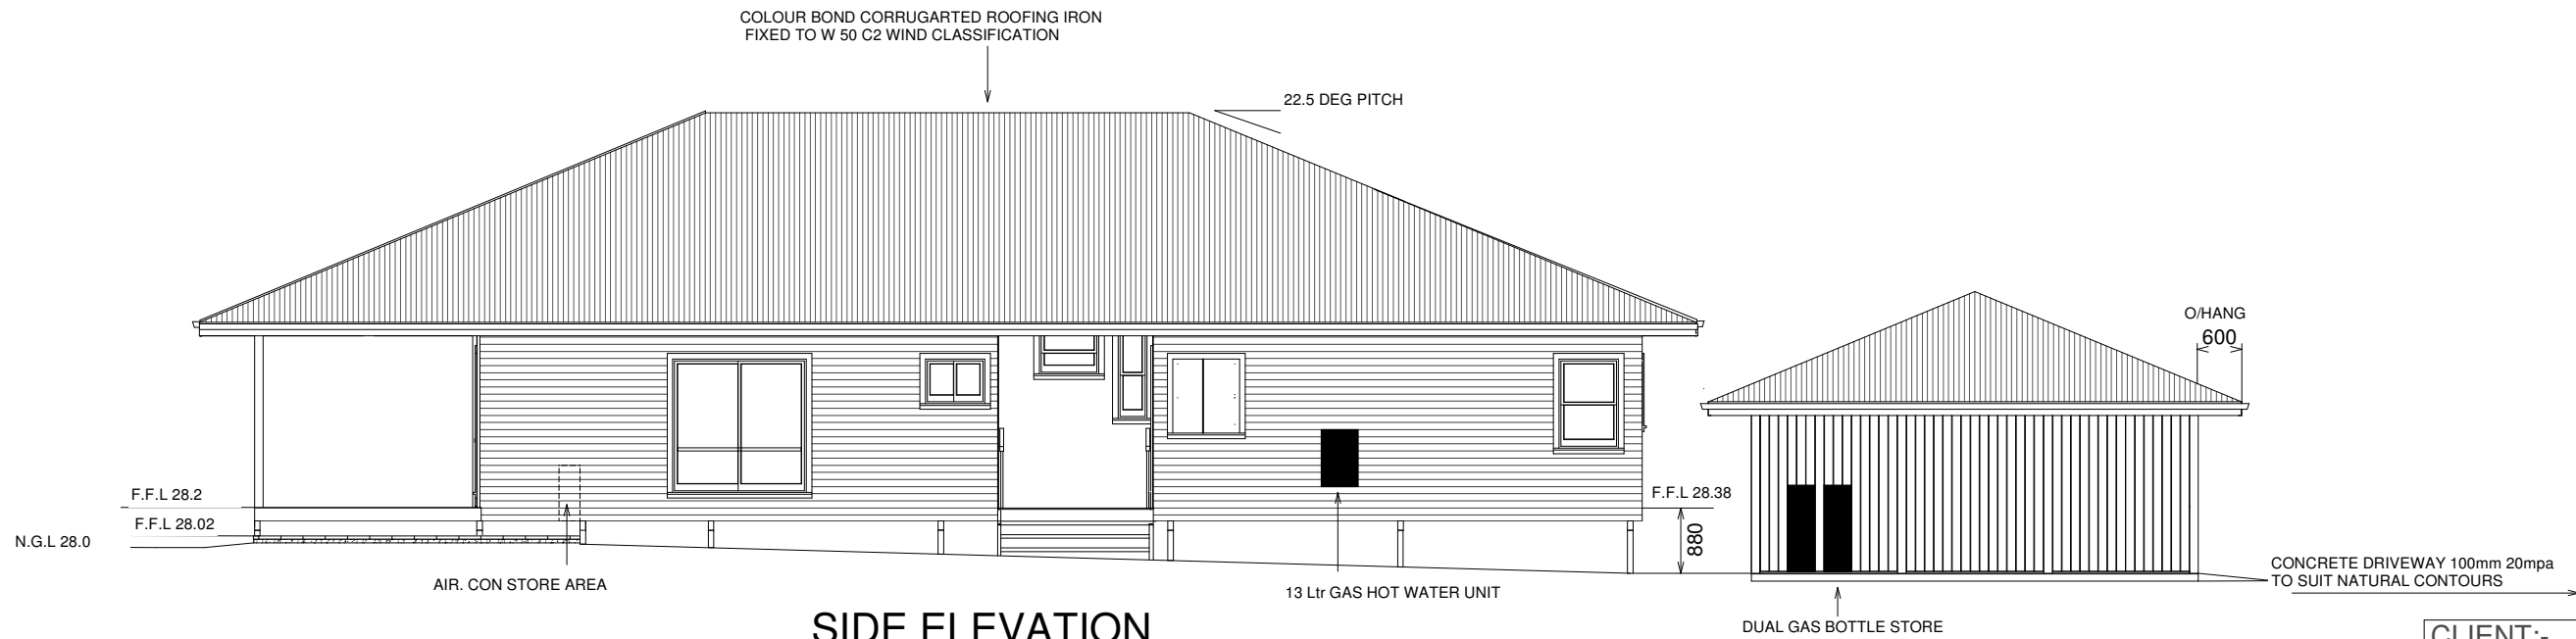 COLOUR BOND CORRUGARTED ROOFING IRON
FIXED TO W 50 C2 WIND CLASSIFICATION
22.5 DEG PITCH
O/HANG
600
F.F.L 28.2
F.F.L 28.38
F.F.L 28.02
N.G.L 28.0
880
AIR. CON STORE AREA
13 Ltr GAS HOT WATER UNIT
CONCRETE DRIVEWAY 100mm 20mpa
TO SUIT NATURAL CONTOURS
DUAL GAS BOTTLE STORE
SIDE ELEVATION
CLIENT:-